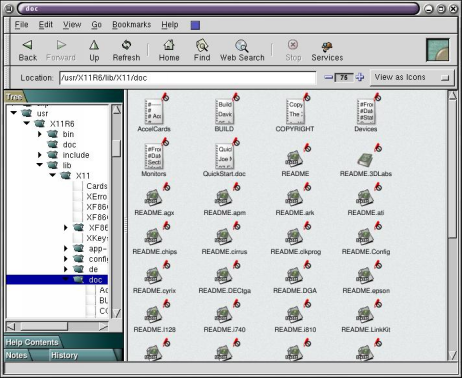 doc
File Edit View Go Bookmarks Help
Back Forward Up Refresh Home Find Web Search Stop Services
Location: /usr/X11R6/lib/X11/doc 75 View as Icons
Tree
usr
X11R6
bin
doc
include
lib
X11
Cards
XErro
XF86
XF86
XF86
XKey
app-
config
de
doc
AccelCards BUILD COPYRIGHT Devices
Monitors QuickStart.doc README README.3DLabs
README.agx README.apm README.ark README.ati
README.chips README.cirrus README.clkprog README.Config
README.cyrix README.DECtga README.DGA README.epson
README.I128 README.i740 README.i810 README.LinkKit
Help Contents
Notes History